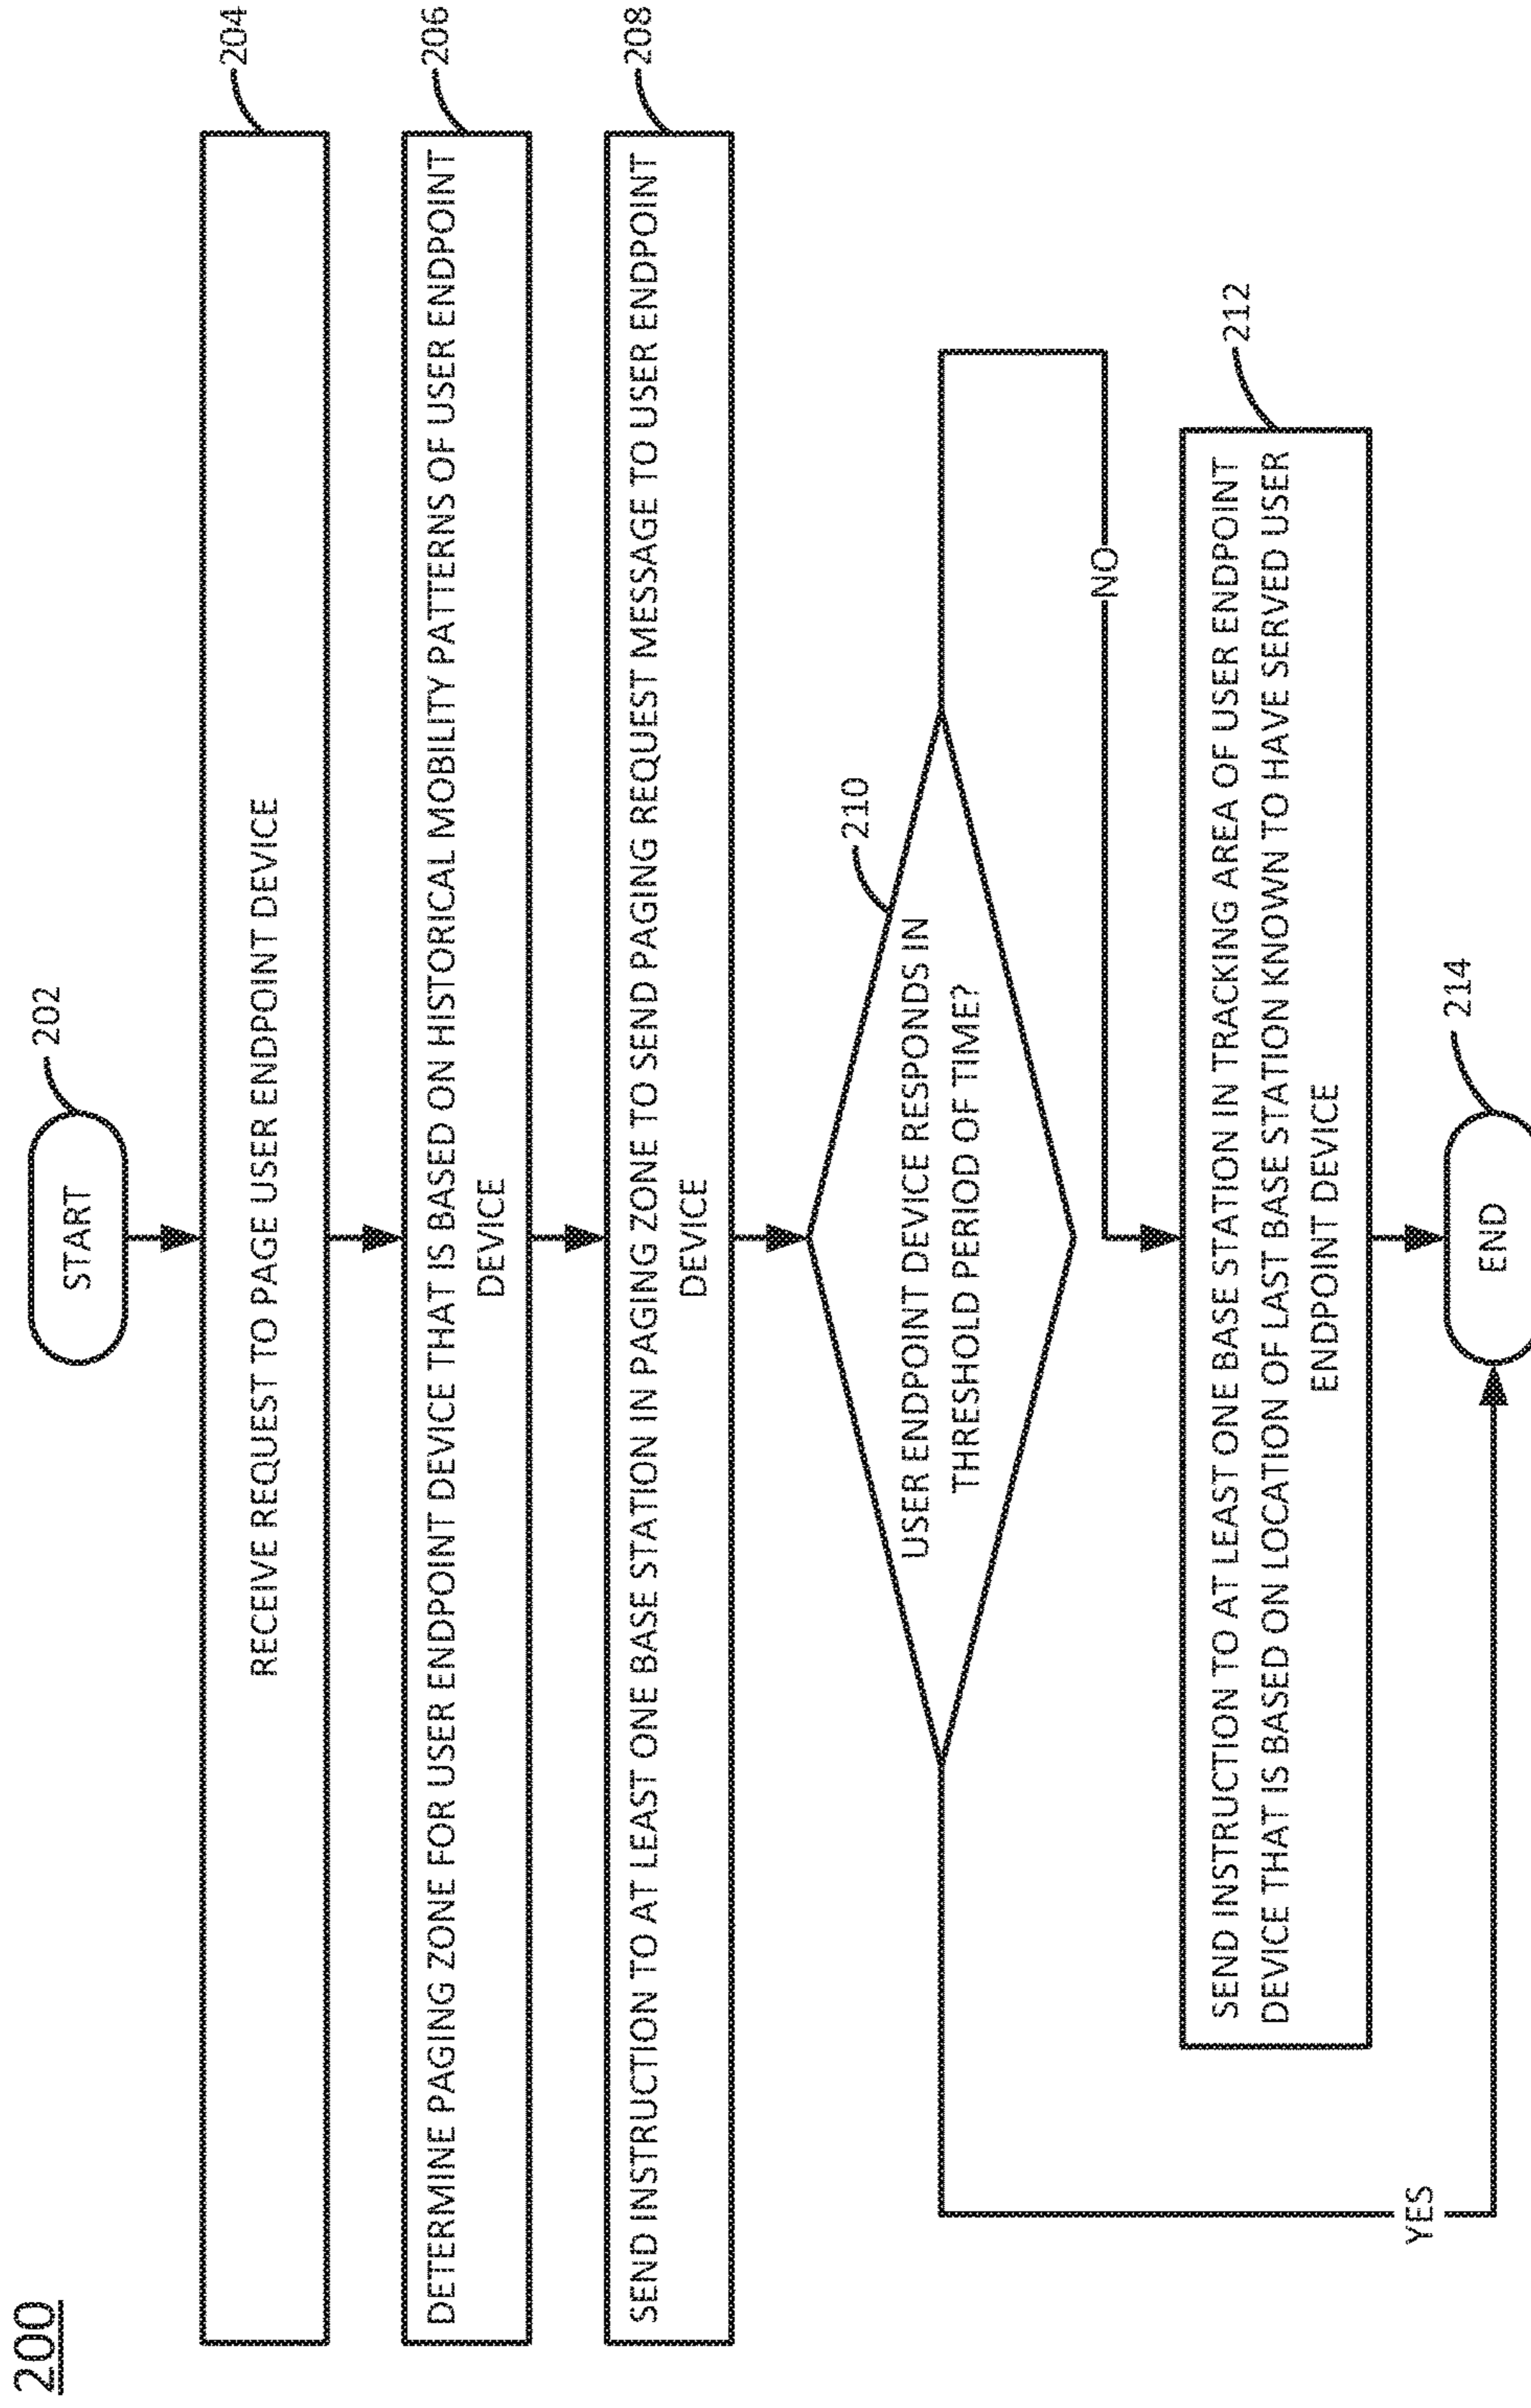 200
START
202
204
RECEIVE REQUEST TO PAGE USER ENDPOINT DEVICE
206
DETERMINE PAGING ZONE FOR USER ENDPOINT DEVICE THAT IS BASED ON HISTORICAL MOBILITY PATTERNS OF USER ENDPOINT
DEVICE
208
SEND INSTRUCTION TO AT LEAST ONE BASE STATION IN PAGING ZONE TO SEND PAGING REQUEST MESSAGE TO USER ENDPOINT
DEVICE
210
USER ENDPOINT DEVICE RESPONDS IN
THRESHOLD PERIOD OF TIME?
NO
212
SEND INSTRUCTION TO AT LEAST ONE BASE STATION IN TRACKING AREA OF USER ENDPOINT
DEVICE THAT IS BASED ON LOCATION OF LAST BASE STATION KNOWN TO HAVE SERVED USER
ENDPOINT DEVICE
YES
214
END